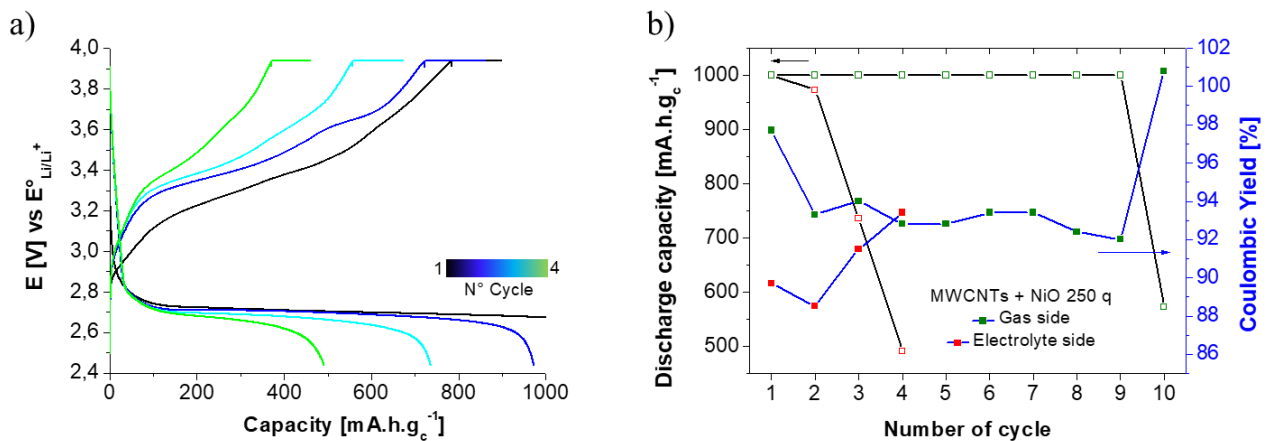 a)
4,0
3,8
3,6
3,4
3,2
3,0
2,8
2,6
2,4
E [V] vs E°Li/Li+
1 4
N° Cycle
0 200 400 600 800 1000
Capacity [mA.h.gc-1]
b)
1000
900
800
700
600
500
Discharge capacity [mA.h.gc-1]
102
100
98
96
94
92
90
88
86
Coulombic Yield [%]
MWCNTs + NiO 250 q
Gas side
Electrolyte side
1 2 3 4 5 6 7 8 9 10
Number of cycle